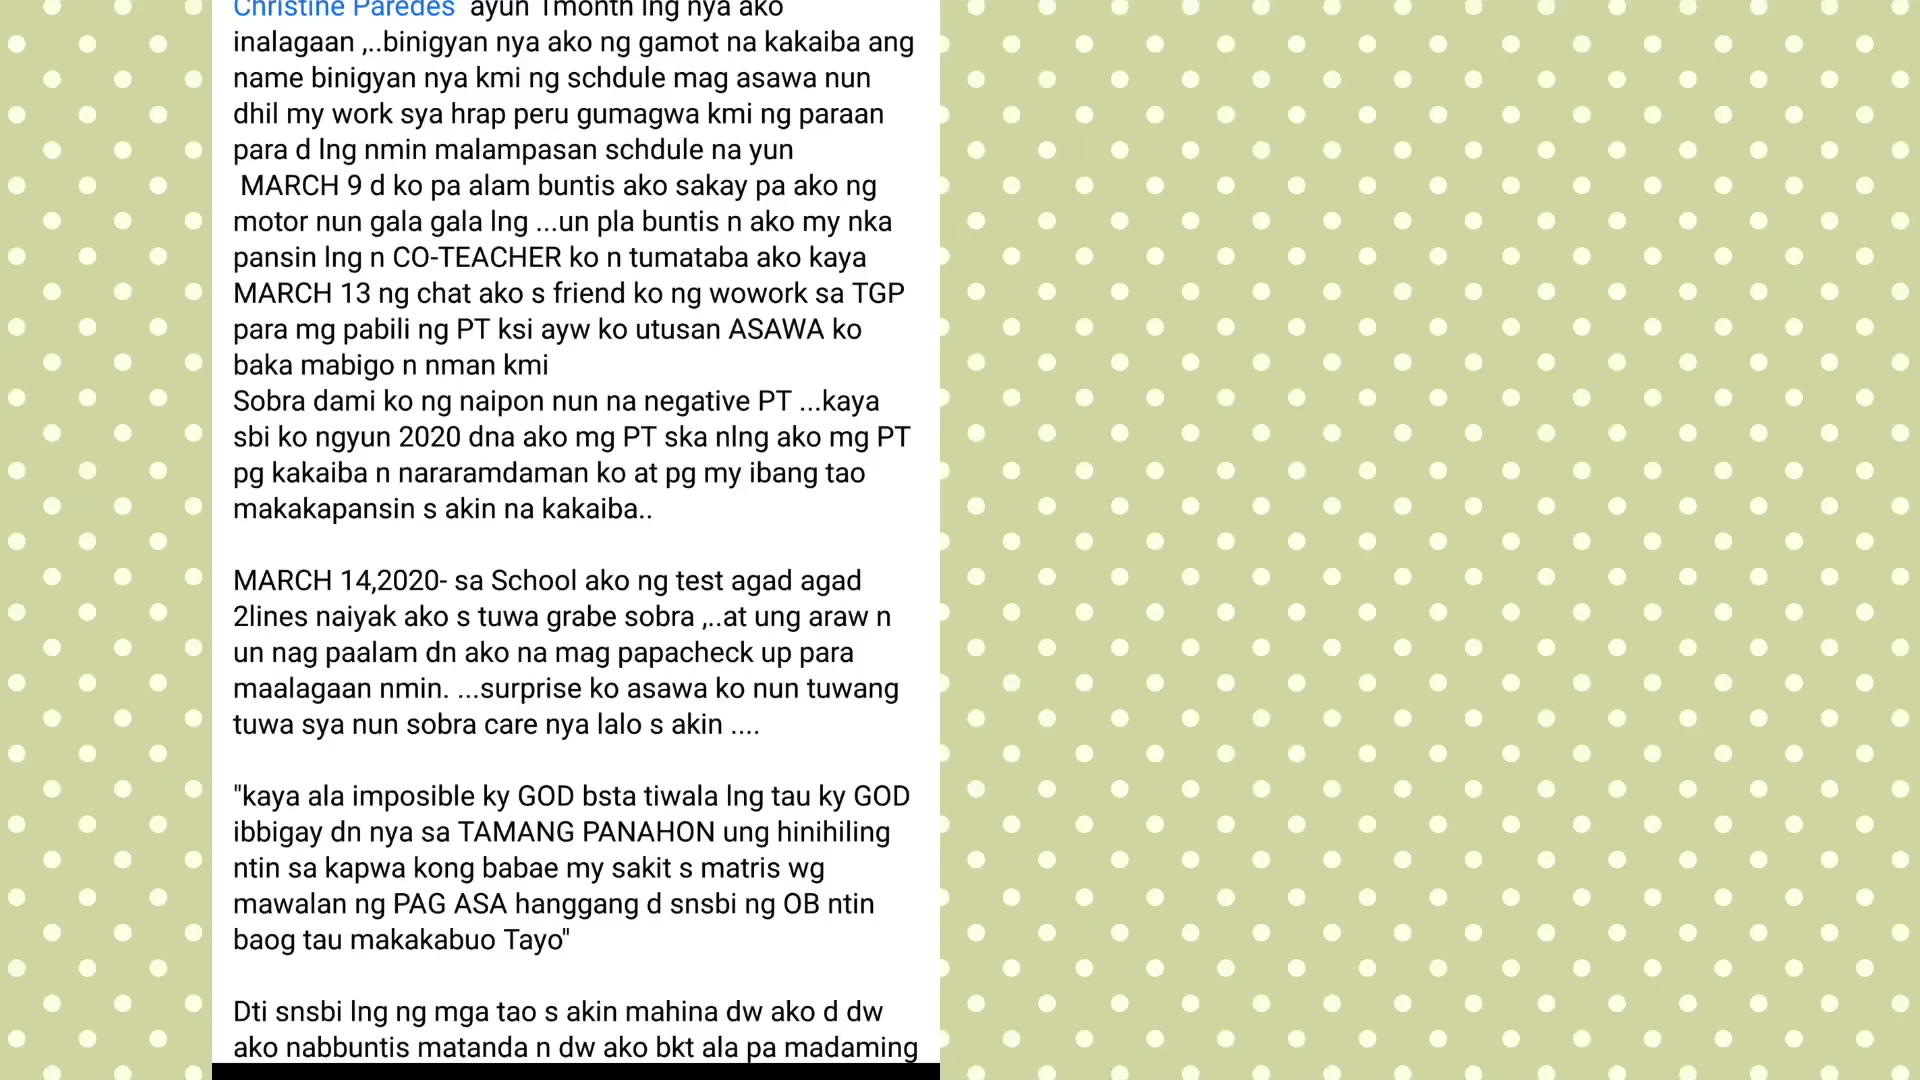 Christine Paredes ayun 1month lng nya ako
inalagaan ,..binigyan nya ako ng gamot na kakaiba ang
name binigyan nya kmi ng schdule mag asawa nun
dhil my work sya hrap peru gumagwa kmi ng paraan
para d lng nmin malampasan schdule na yun
MARCH 9 d ko pa alam buntis ako sakay pa ako ng
motor nun gala gala lng ...un pla buntis n ako my nka
pansin lng n CO-TEACHER ko n tumataba ako kaya
MARCH 13 ng chat ako s friend ko ng wowork sa TGP
para mg pabili ng PT ksi ayw ko utusan ASAWA ko
baka mabigo n nman kmi
Sobra dami ko ng naipon nun na negative PT ...kaya
sbi ko ngyun 2020 dna ako mg PT ska nlng ako mg PT
pg kakaiba n nararamdaman ko at pg my ibang tao
makakapansin s akin na kakaiba..
MARCH 14,2020- sa School ako ng test agad agad
2lines naiyak ako s tuwa grabe sobra ,..at ung araw n
un nag paalam dn ako na mag papacheck up para
maalagaan nmin. ...surprise ko asawa ko nun tuwang
tuwa sya nun sobra care nya lalo s akin ....
"kaya ala imposible ky GOD bsta tiwala lng tau ky GOD
ibbigay dn nya sa TAMANG PANAHON ung hinihiling
ntin sa kapwa kong babae my sakit s matris wg
mawalan ng PAG ASA hanggang d snsbi ng OB ntin
baog tau makakabuo Tayo"
Dti snsbi lng ng mga tao s akin mahina dw ako d dw
ako nabbuntis matanda n dw ako bkt ala pa madaming